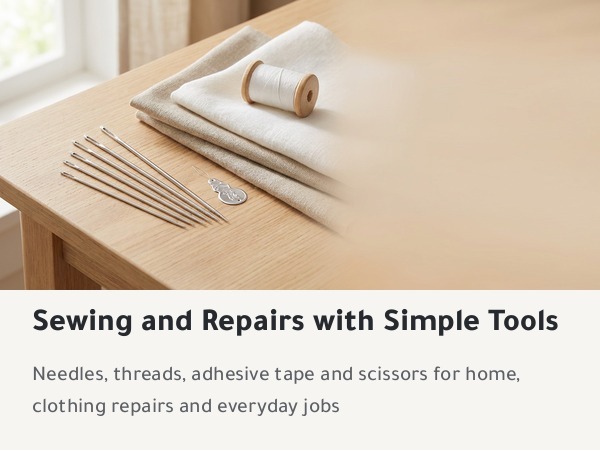 Sewing and Repairs with Simple Tools
Needles, threads, adhesive tape and scissors for home,
clothing repairs and everyday jobs